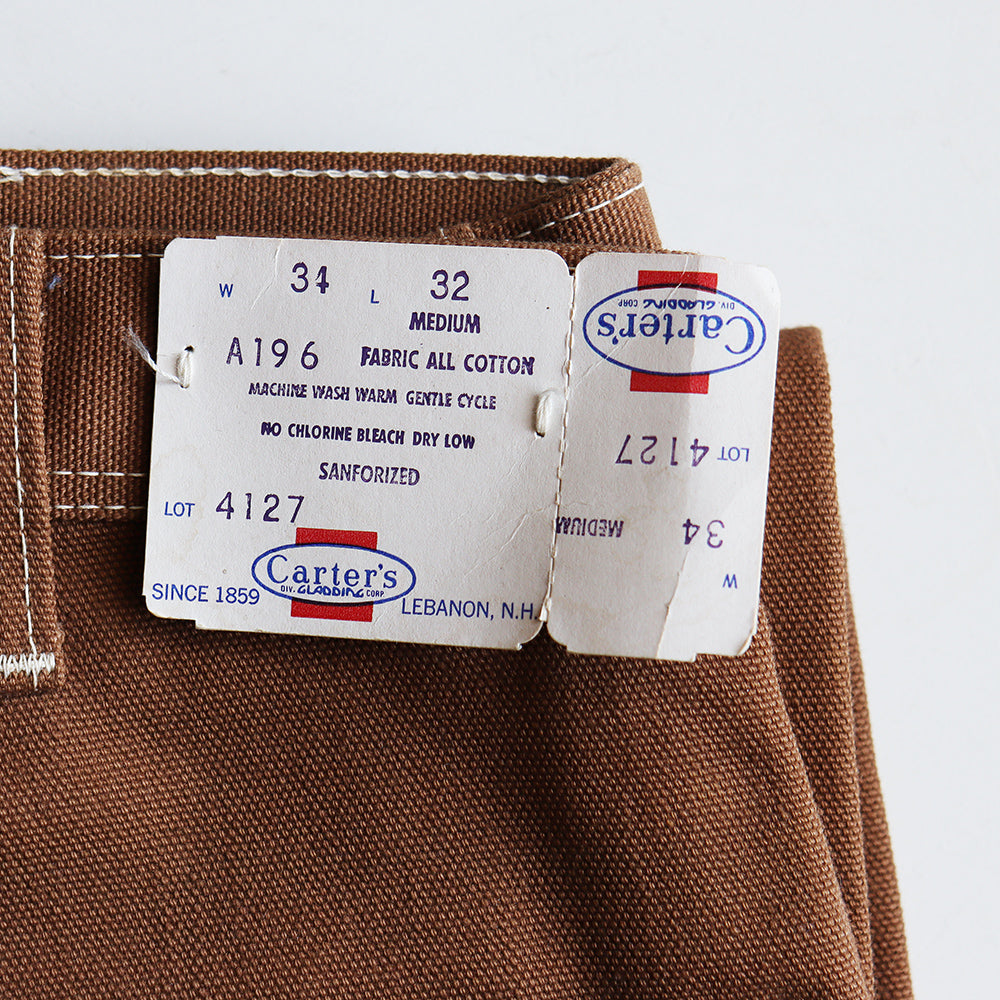 W 34 L 32
MEDIUM
A196 FABRIC ALL COTTON
MACHINE WASH WARM GENTLE CYCLE
NO CHLORINE BLEACH DRY LOW
SANFORIZED
LOT 4127
Carter's
DIV. GLADDING CORP
SINCE 1859 LEBANON, N.H.
W 34 MEDIUM
LOT 4127
Carter's
DIV. GLADDING CORP